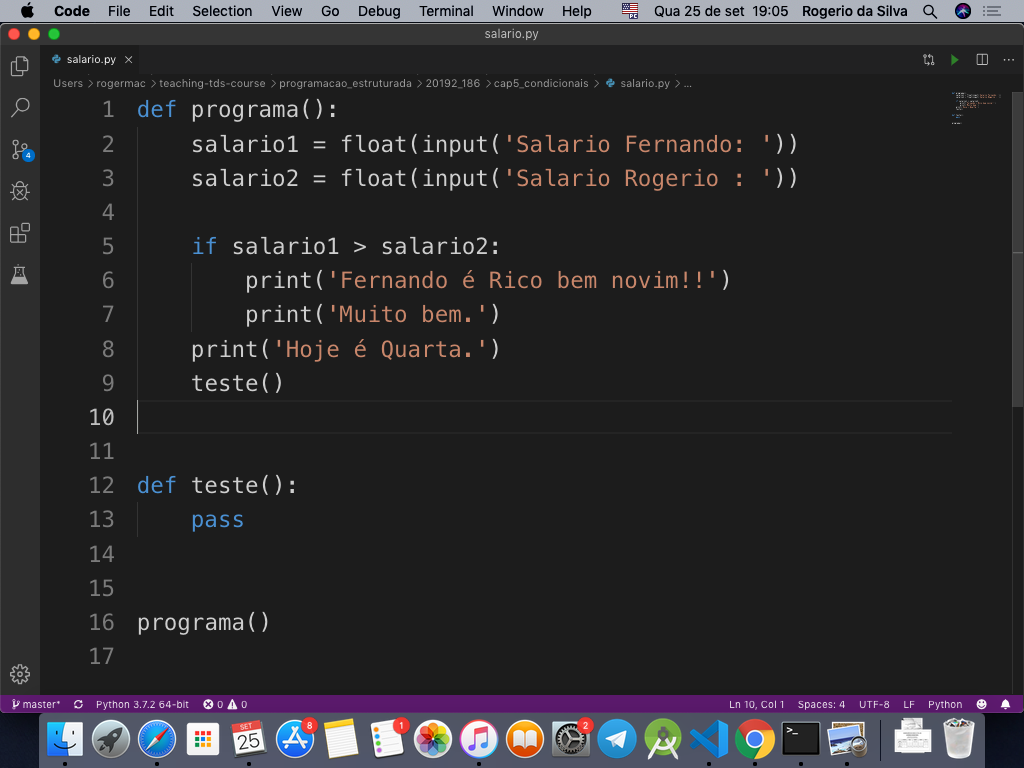 Code File Edit Selection View Go Debug Terminal Window Help Qua 25 de set 19:05 Rogerio da Silva
salario.py
salario.py
Users > rogermac > teaching-tds-course > programacao_estruturada > 20192_186 > cap5_condicionais > salario.py > ...
1 def programa():
2 salario1 = float(input('Salario Fernando: '))
3 salario2 = float(input('Salario Rogerio : '))
4
5 if salario1 > salario2:
6 print('Fernando é Rico bem novim!!')
7 print('Muito bem.')
8 print('Hoje é Quarta.')
9 teste()
10
11
12 def teste():
13 pass
14
15
16 programa()
17
4
master* Python 3.7.2 64-bit 0 0 Ln 10, Col 1 Spaces: 4 UTF-8 LF Python
SET 25 8 1 2